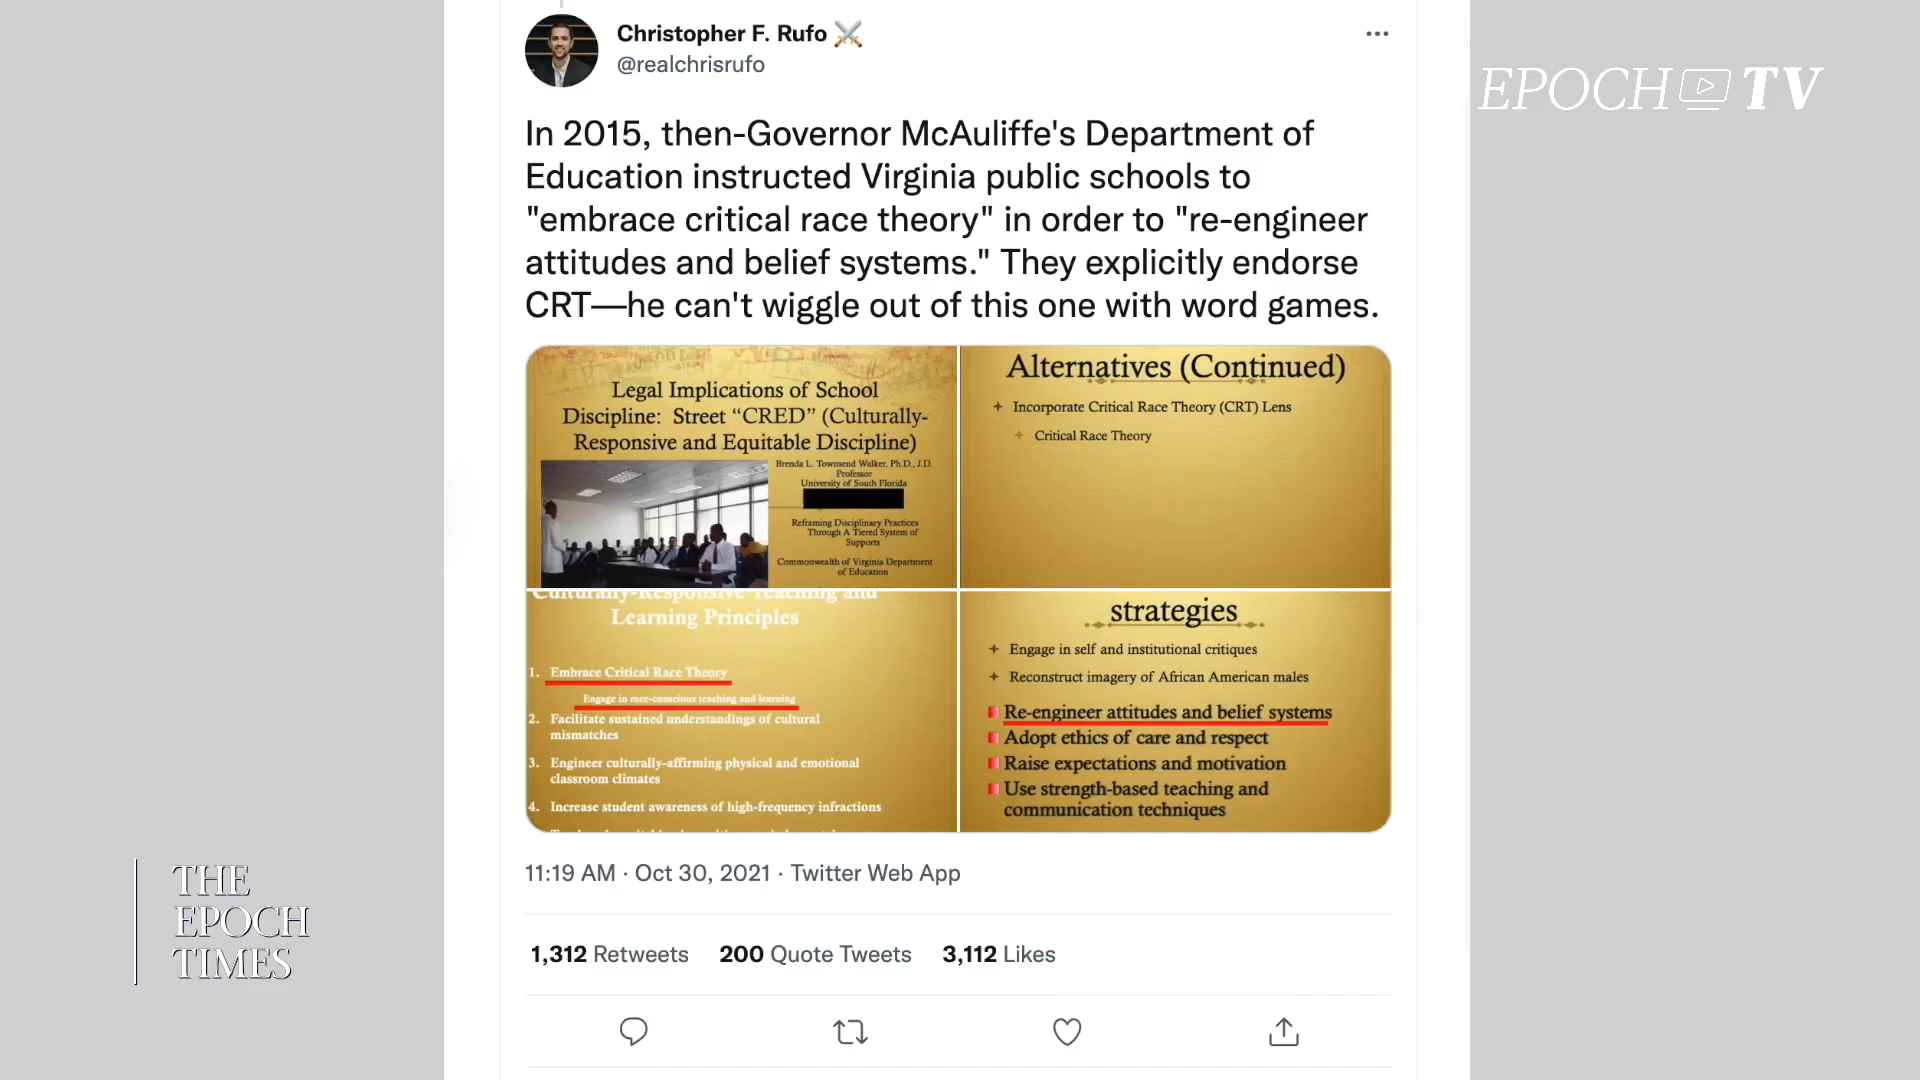 Christopher F. Rufo
@realchrisrufo
EPOCH TV
In 2015, then-Governor McAuliffe's Department of
Education instructed Virginia public schools to
"embrace critical race theory" in order to "re-engineer
attitudes and belief systems." They explicitly endorse
CRT—he can't wiggle out of this one with word games.
Legal Implications of School
Discipline: Street “CRED” (Culturally-
Responsive and Equitable Discipline)
Brenda L. Townsend Walker, Ph.D., J.D.
Professor
University of South Florida
Reframing Disciplinary Practices
Through A Tiered System of
Supports
Commonwealth of Virginia Department
of Education
Alternatives (Continued)
Incorporate Critical Race Theory (CRT) Lens
Critical Race Theory
Culturally-Responsive Teaching and
Learning Principles
1. Embrace Critical Race Theory
Engage in race-conscious teaching and learning
2. Facilitate sustained understandings of cultural
mismatches
3. Engineer culturally-affirming physical and emotional
classroom climates
4. Increase student awareness of high-frequency infractions
strategies
Engage in self and institutional critiques
Reconstruct imagery of African American males
Re-engineer attitudes and belief systems
Adopt ethics of care and respect
Raise expectations and motivation
Use strength-based teaching and
communication techniques
11:19 AM · Oct 30, 2021 · Twitter Web App
1,312 Retweets 200 Quote Tweets 3,112 Likes
THE
EPOCH
TIMES